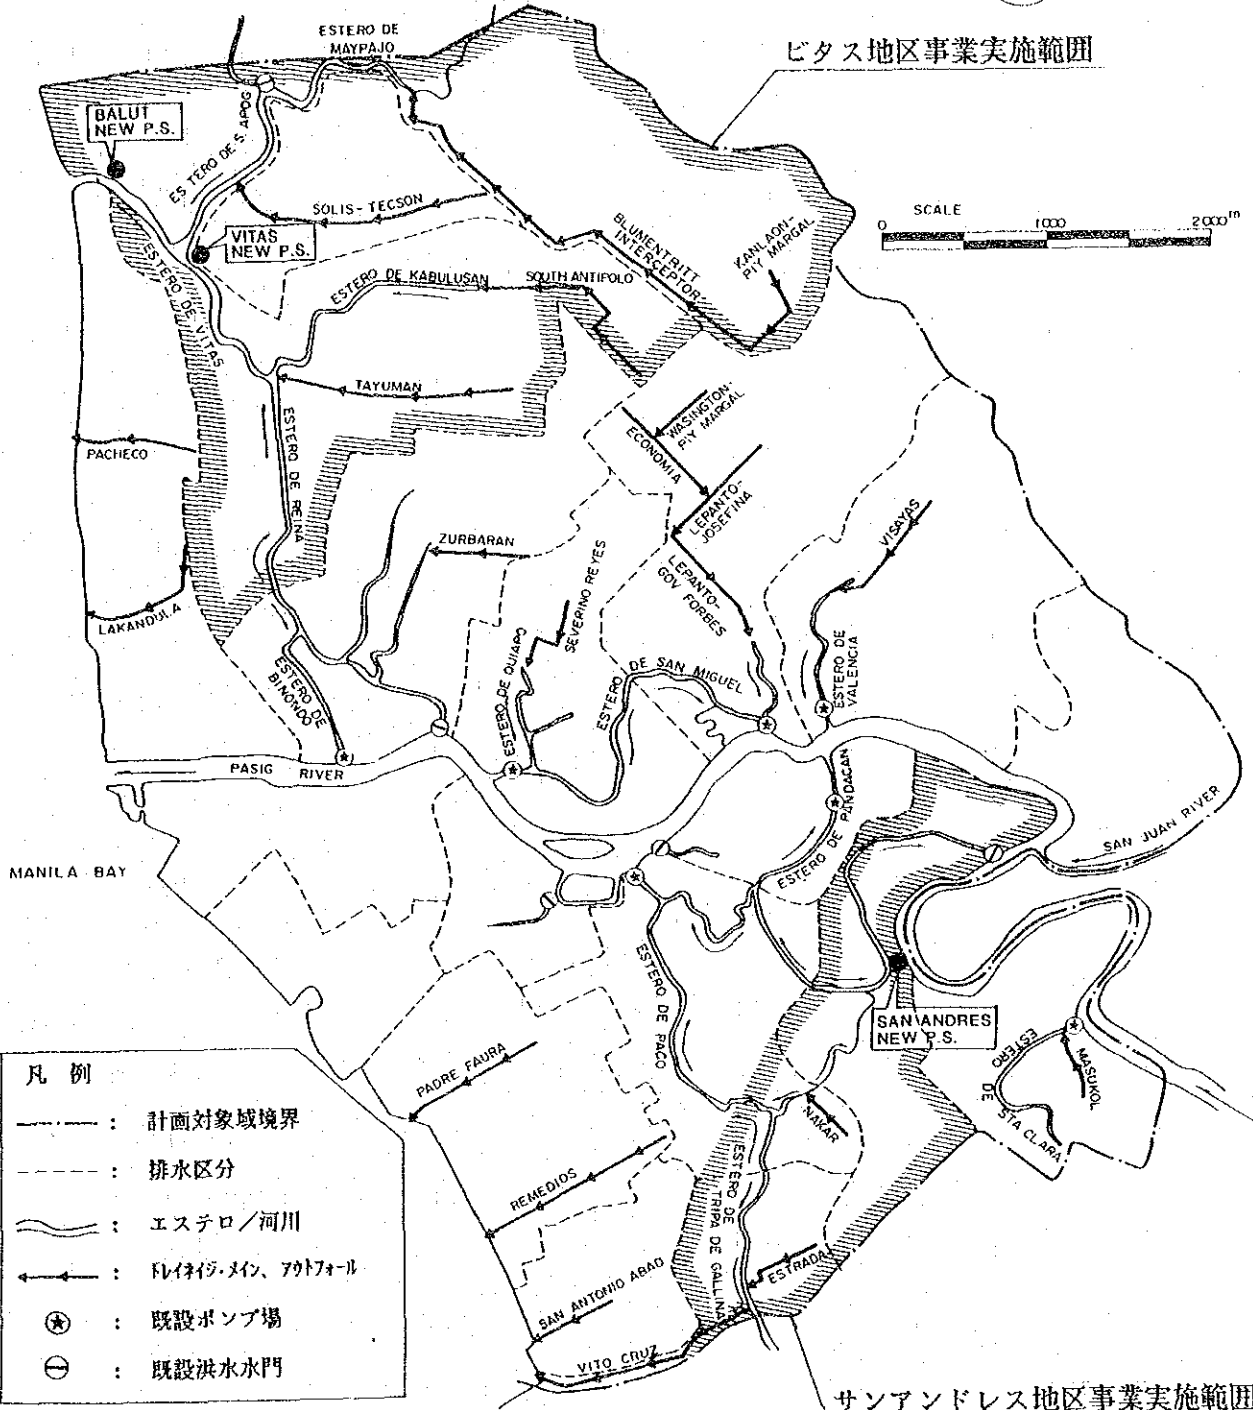 ESTERO DE
MAYPAJO
ビタス地区事業実施範囲
BALUT
NEW P.S.
ESTERO DE S. APOG
SOLIS-TECSON
VITAS
NEW P.S.
BLUMENTRITT
INTERCEPTOR
KANLAON-
PIY MARGAL
SCALE
0 1000 2000m
ESTERO DE VITAS
ESTERO DE KABULUSAN
SOUTH ANTIPOLO
TAYUMAN
ESTERO DE REINA
PACHECO
WASINGTON-
PIY MARGAL
ECONOMIA
LEPANTO-
JOSEFINA
VISAYAS
ZURBARAN
SEVERINO REYES
LEPANTO-
GOV FORBES
LAKANDULA
ESTERO DE
BINONDO
ESTERO DE QUIAPO
ESTERO DE SAN MIGUEL
ESTERO DE
VALENCIA
PASIG RIVER
ESTERO DE PANDACAN
SAN JUAN RIVER
MANILA BAY
ESTERO DE PACO
SAN ANDRES
NEW P.S.
ESTERO DE STA CLARA
MASUKOL
PADRE FAURA
NAKAR
REMEDIOS
ESTERO DE
TRIPA DE GALLINA
ESTRADA
SAN ANTONIO ABAD
VITO CRUZ
サンアンドレス地区事業実施範囲
凡 例
: 計画対象域境界
: 排水区分
: エステロ/河川
: ドレイネイジ・メイン、アウトフォール
: 既設ポンプ場
: 既設洪水水門